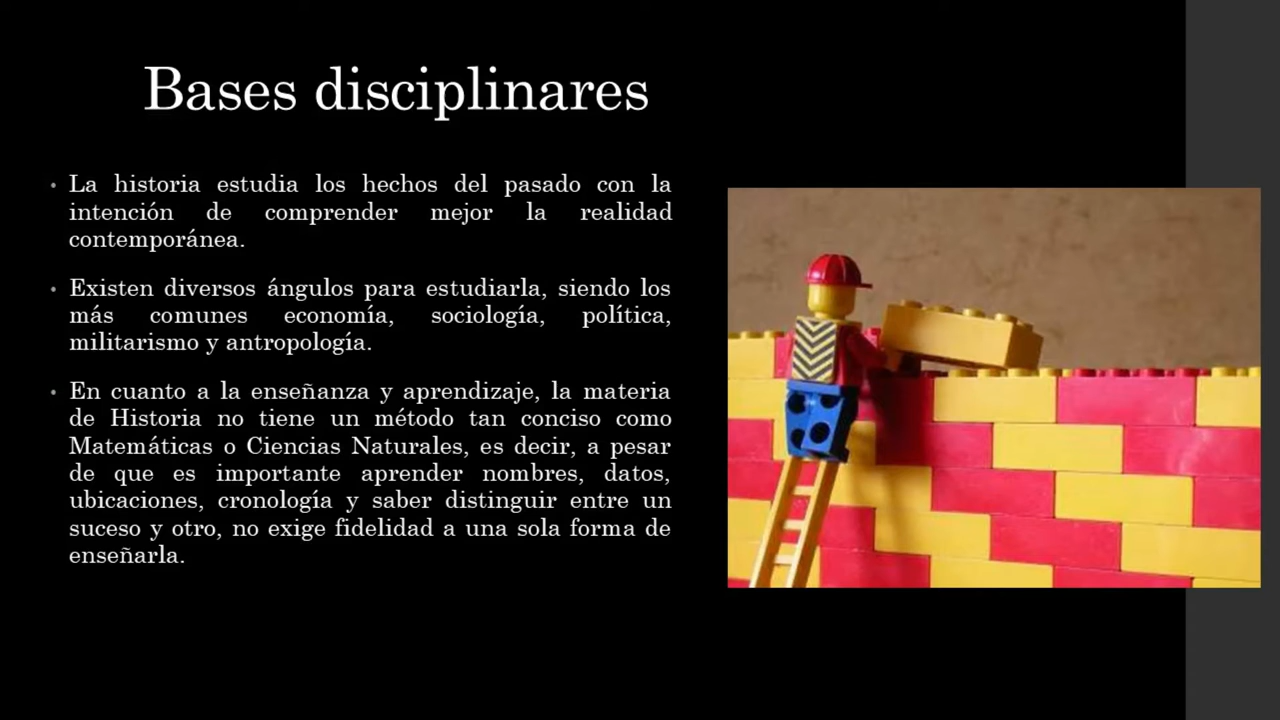 Bases disciplinares
• La historia estudia los hechos del pasado con la
intención de comprender mejor la realidad
contemporánea.
• Existen diversos ángulos para estudiarla, siendo los
más comunes economía, sociología, política,
militarismo y antropología.
• En cuanto a la enseñanza y aprendizaje, la materia
de Historia no tiene un método tan conciso como
Matemáticas o Ciencias Naturales, es decir, a pesar
de que es importante aprender nombres, datos,
ubicaciones, cronología y saber distinguir entre un
suceso y otro, no exige fidelidad a una sola forma de
enseñarla.